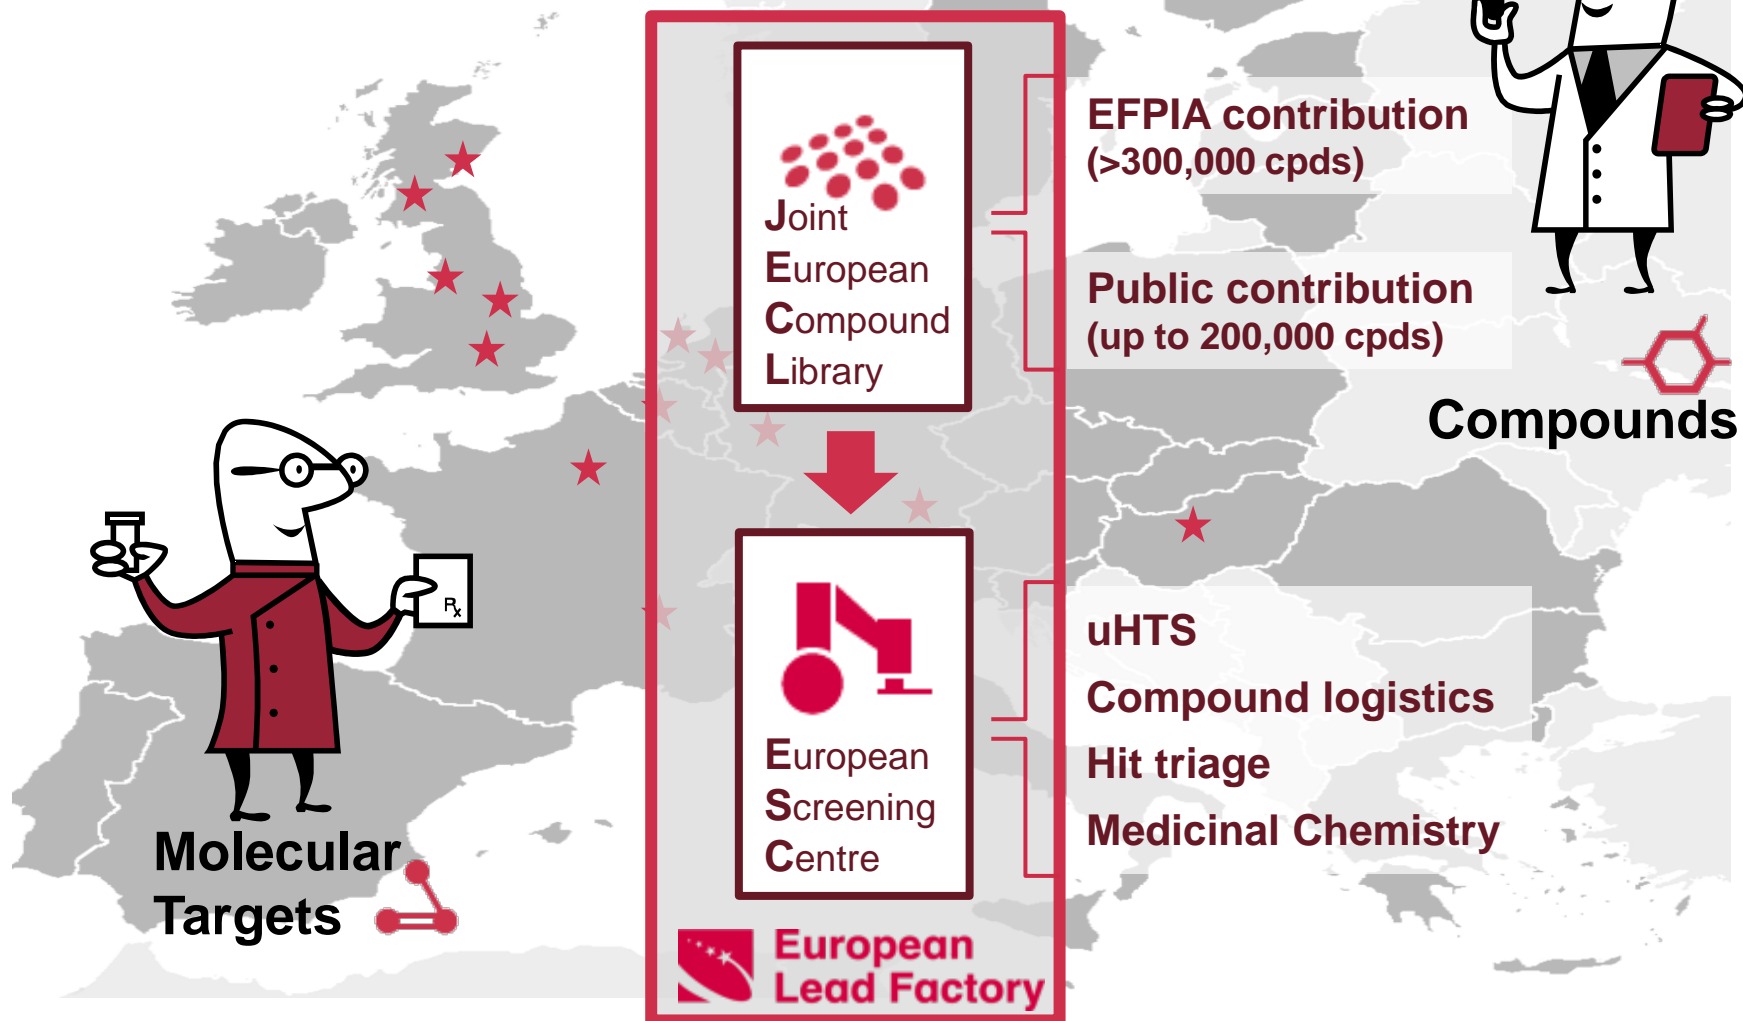 Joint
European
Compound
Library
EFPIA contribution
(>300,000 cpds)
Public contribution
(up to 200,000 cpds)
Compounds
Rx
Molecular
Targets
European
Screening
Centre
uHTS
Compound logistics
Hit triage
Medicinal Chemistry
European
Lead Factory